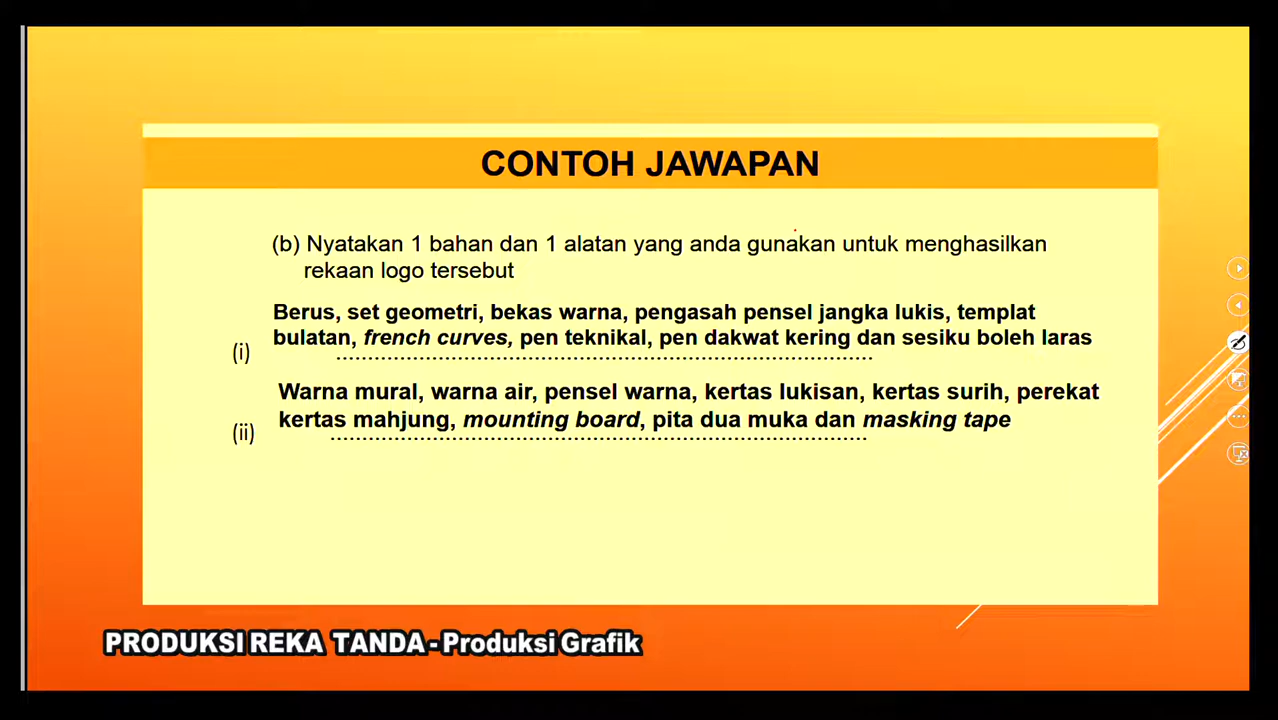 CONTOH JAWAPAN
(b) Nyatakan 1 bahan dan 1 alatan yang anda gunakan untuk menghasilkan
rekaan logo tersebut
Berus, set geometri, bekas warna, pengasah pensel jangka lukis, templat
bulatan, french curves, pen teknikal, pen dakwat kering dan sesiku boleh laras
(i) ............................................................
Warna mural, warna air, pensel warna, kertas lukisan, kertas surih, perekat
kertas mahjung, mounting board, pita dua muka dan masking tape
(ii) ............................................................
PRODUKSI REKA TANDA - Produksi Grafik